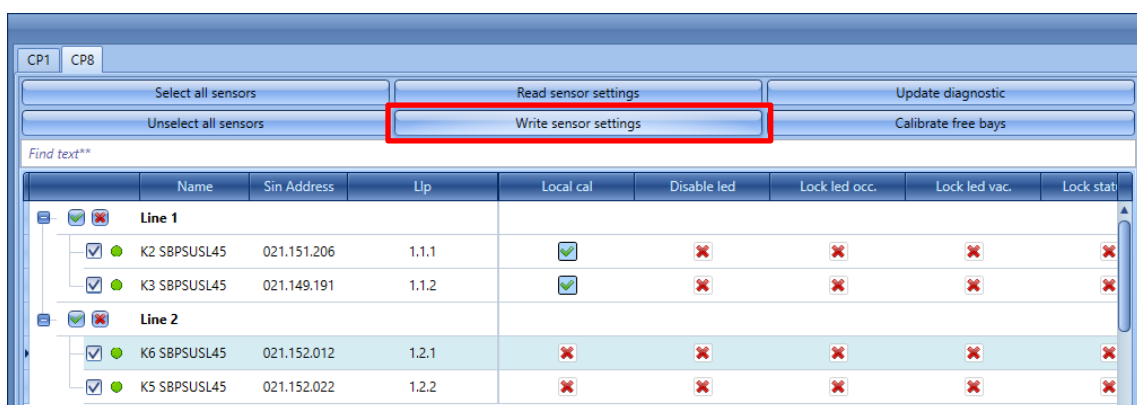 CP1 CP8
Select all sensors Read sensor settings Update diagnostic
Unselect all sensors Write sensor settings Calibrate free bays
Find text**
Name Sin Address Llp Local cal Disable led Lock led occ. Lock led vac. Lock stat
Line 1
K2 SBPSUSL45 021.151.206 1.1.1
K3 SBPSUSL45 021.149.191 1.1.2
Line 2
K6 SBPSUSL45 021.152.012 1.2.1
K5 SBPSUSL45 021.152.022 1.2.2